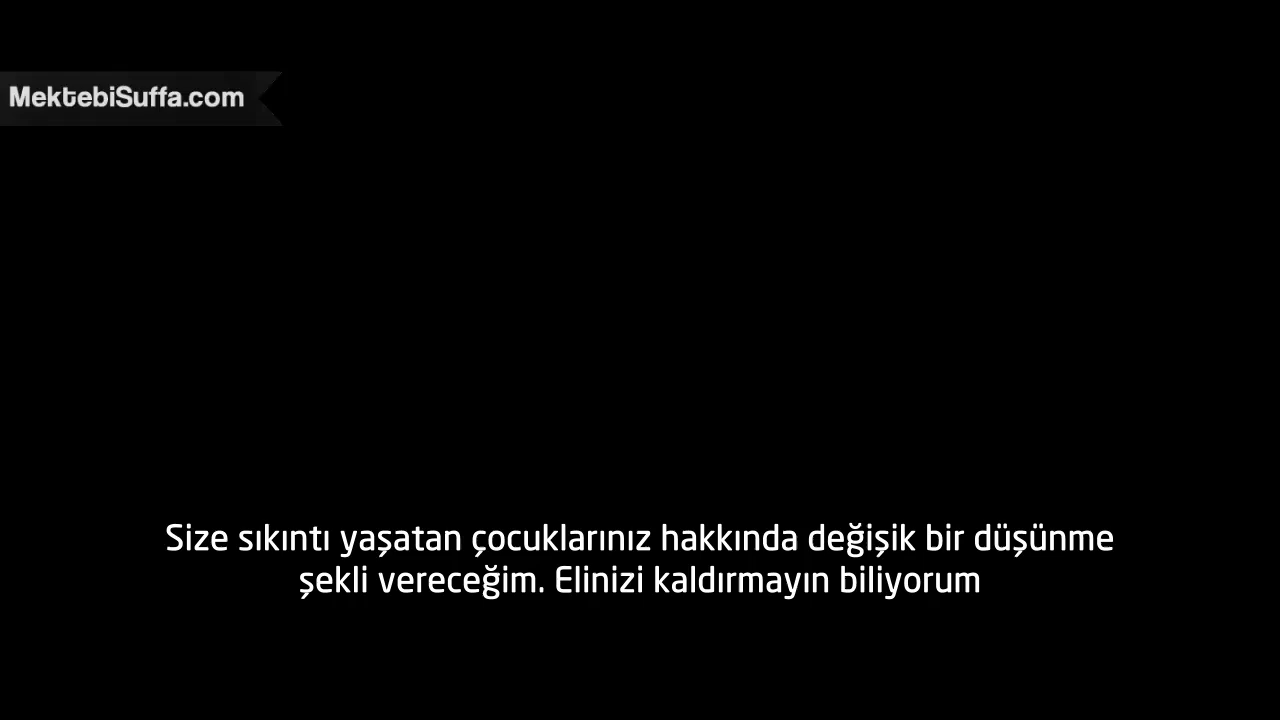 MektebiSuffa.com
Size sıkıntı yaşatan çocuklarınız hakkında değişik bir düşünme
şekli vereceğim. Elinizi kaldırmayın biliyorum